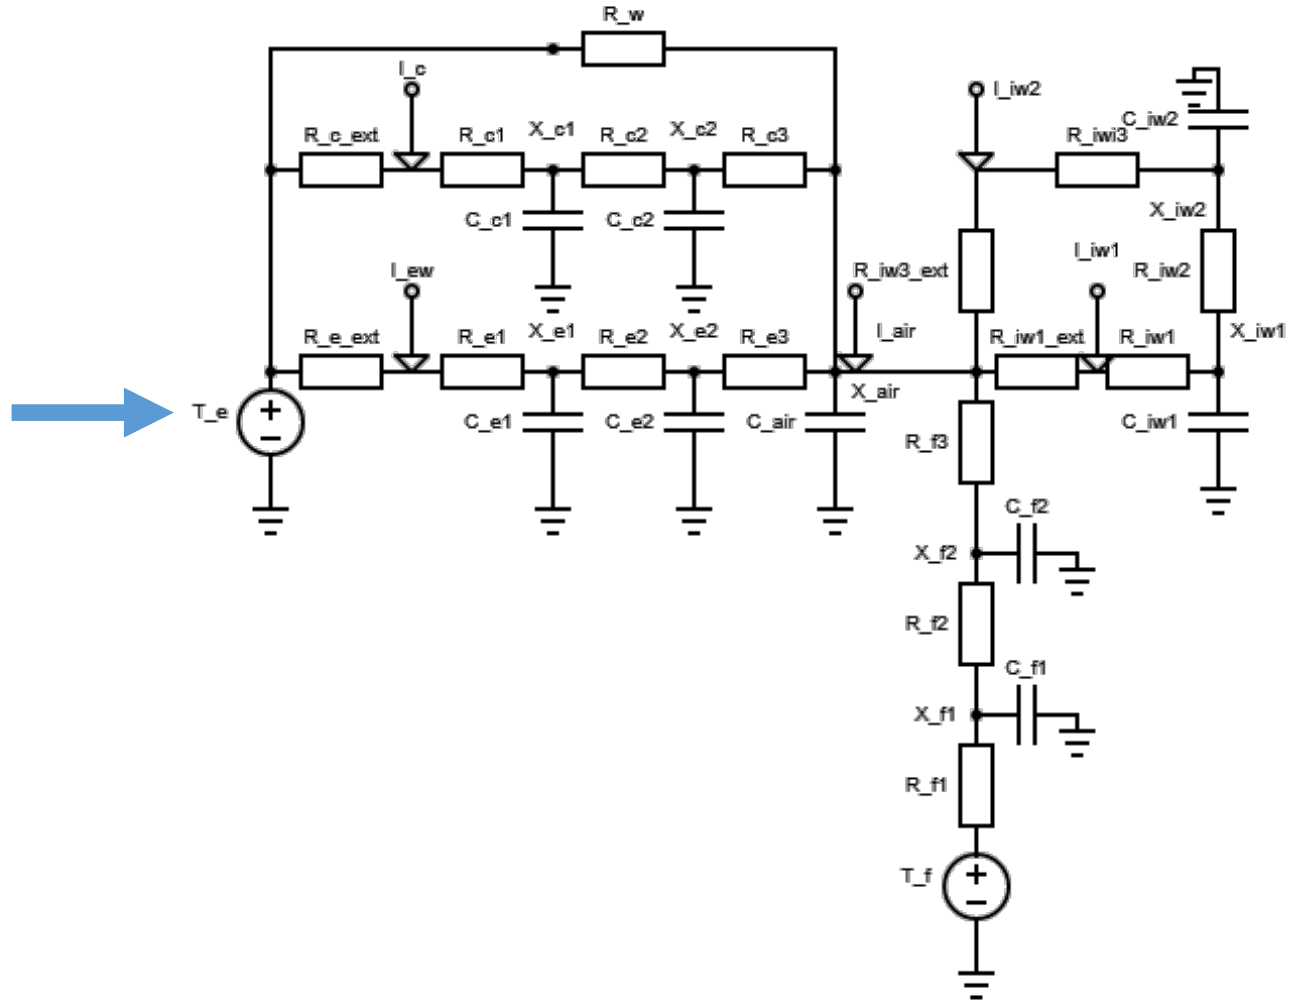 R_w
I_c
I_iw2
C_iw2
R_c_ext
R_c1
X_c1
R_c2
X_c2
R_c3
R_iwi3
C_c1
C_c2
X_iw2
I_ew
R_iw3_ext
I_iw1
R_iw2
R_e_ext
R_e1
X_e1
R_e2
X_e2
R_e3
I_air
R_iw1_ext
R_iw1
X_iw1
X_air
T_e
+
−
C_e1
C_e2
C_air
R_f3
C_iw1
C_f2
X_f2
R_f2
C_f1
X_f1
R_f1
T_f
+
−